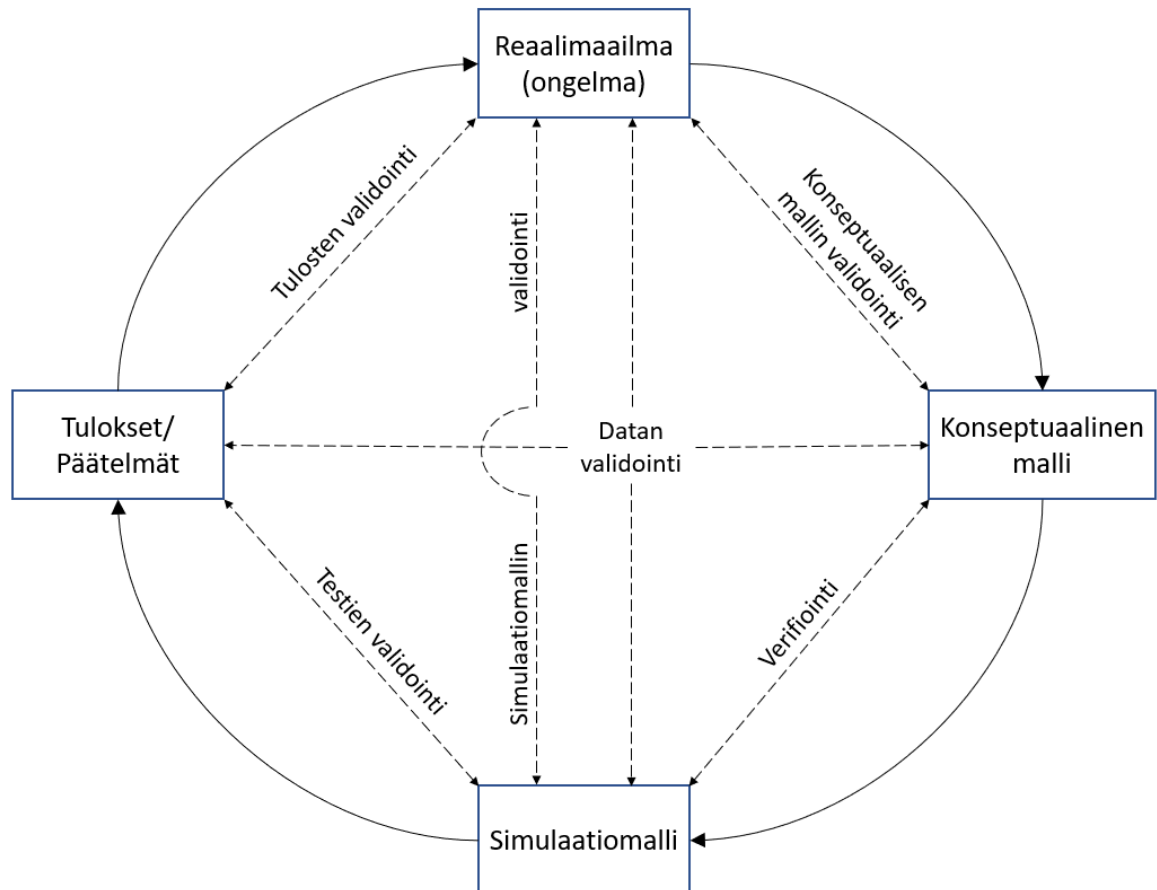 Reaalimaailma
(ongelma)
Tulosten validointi
validointi
Konseptuaalisen
mallin validointi
Tulokset/
Päätelmät
Datan
validointi
Konseptuaalinen
malli
Testien validointi
Simulaatiomallin
Verifiointi
Simulaatiomalli